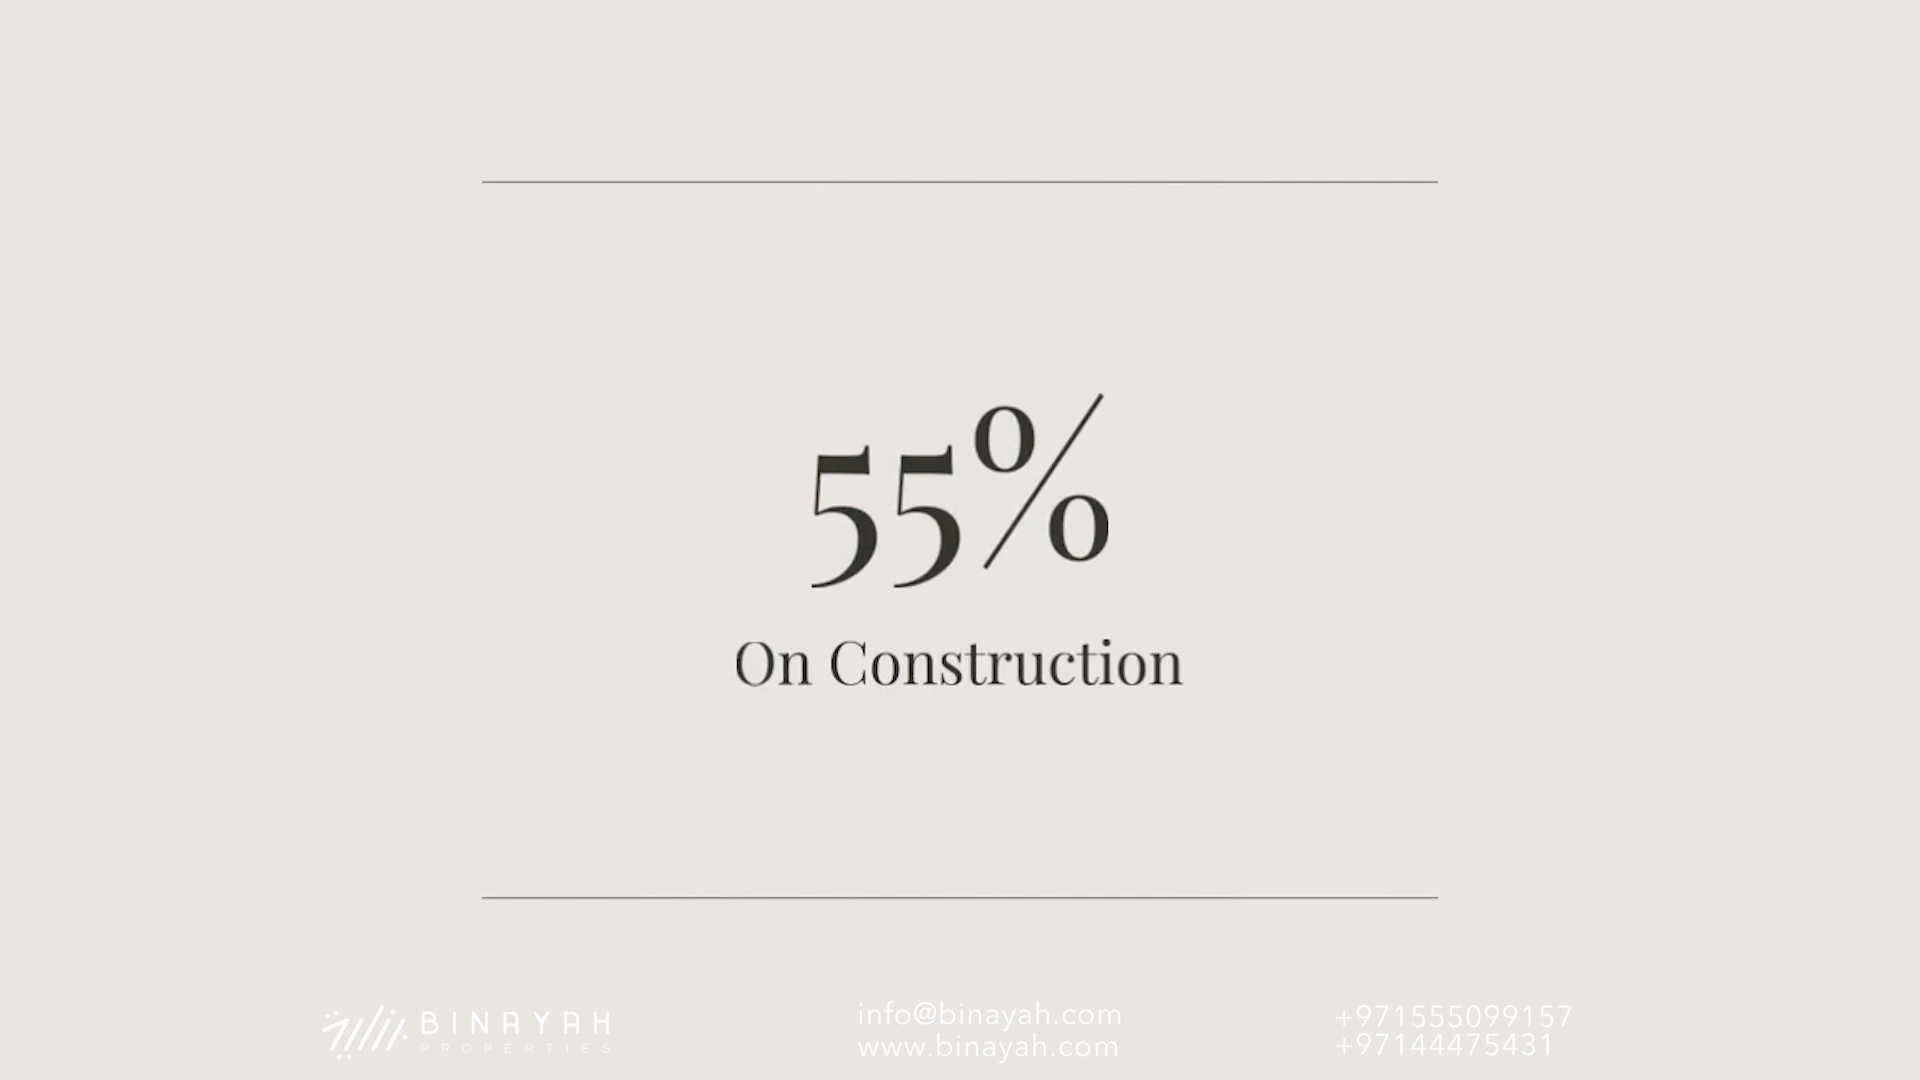 55%
On Construction
BINAYAH
PROPERTIES
info@binayah.com
www.binayah.com
+971555099157
+97144475431